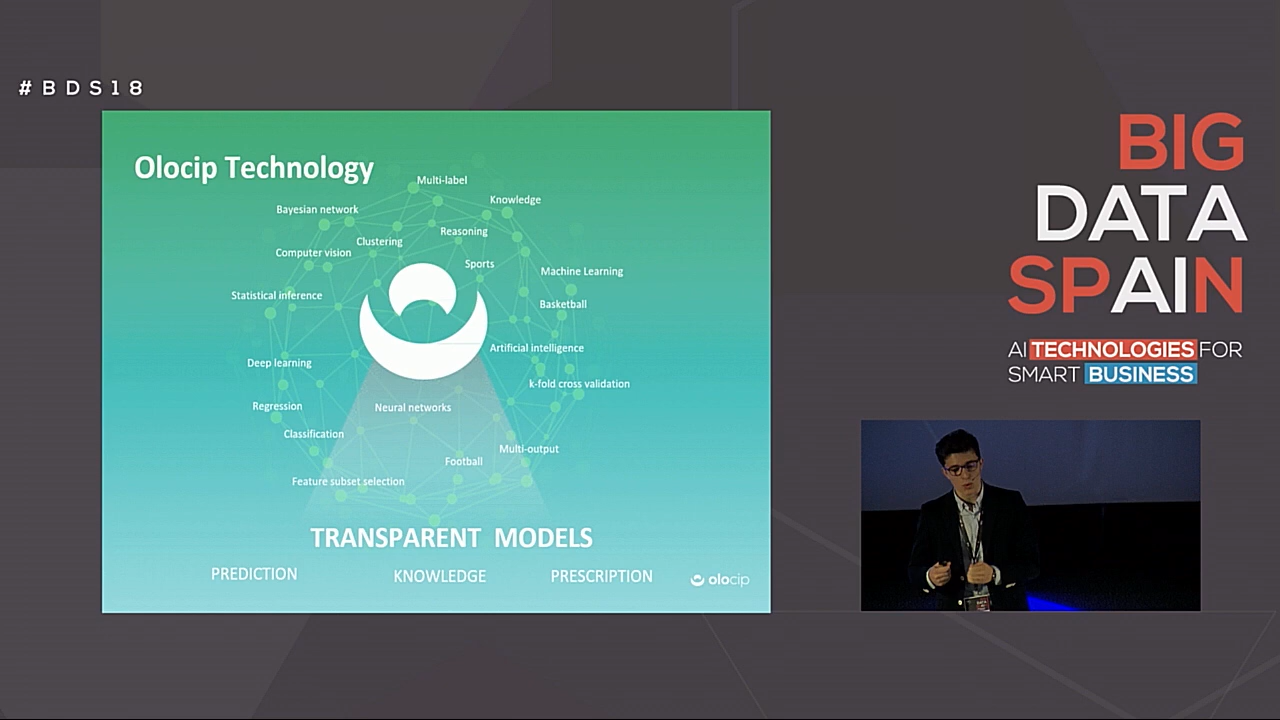 #BDS18
Olocip Technology
Multi-label
Knowledge
Bayesian network
Reasoning
Clustering
Computer vision
Sports
Machine Learning
Statistical inference
Basketball
Artificial intelligence
Deep learning
k-fold cross validation
Regression
Neural networks
Classification
Multi-output
Football
Feature subset selection
TRANSPARENT MODELS
PREDICTION
KNOWLEDGE
PRESCRIPTION
olocip
BIG
DATA
SPAIN
AI TECHNOLOGIES FOR
SMART BUSINESS